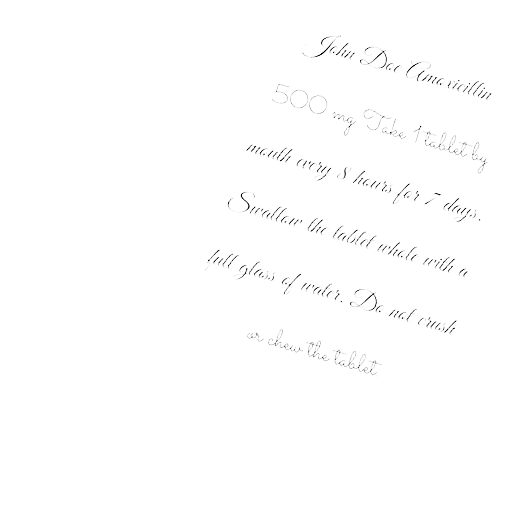 John Doe Amoxicillin
500 mg Take 1 tablet by
mouth every 8 hours for 7 days.
Swallow the tablet whole with a
full glass of water. Do not crush
or chew the tablet